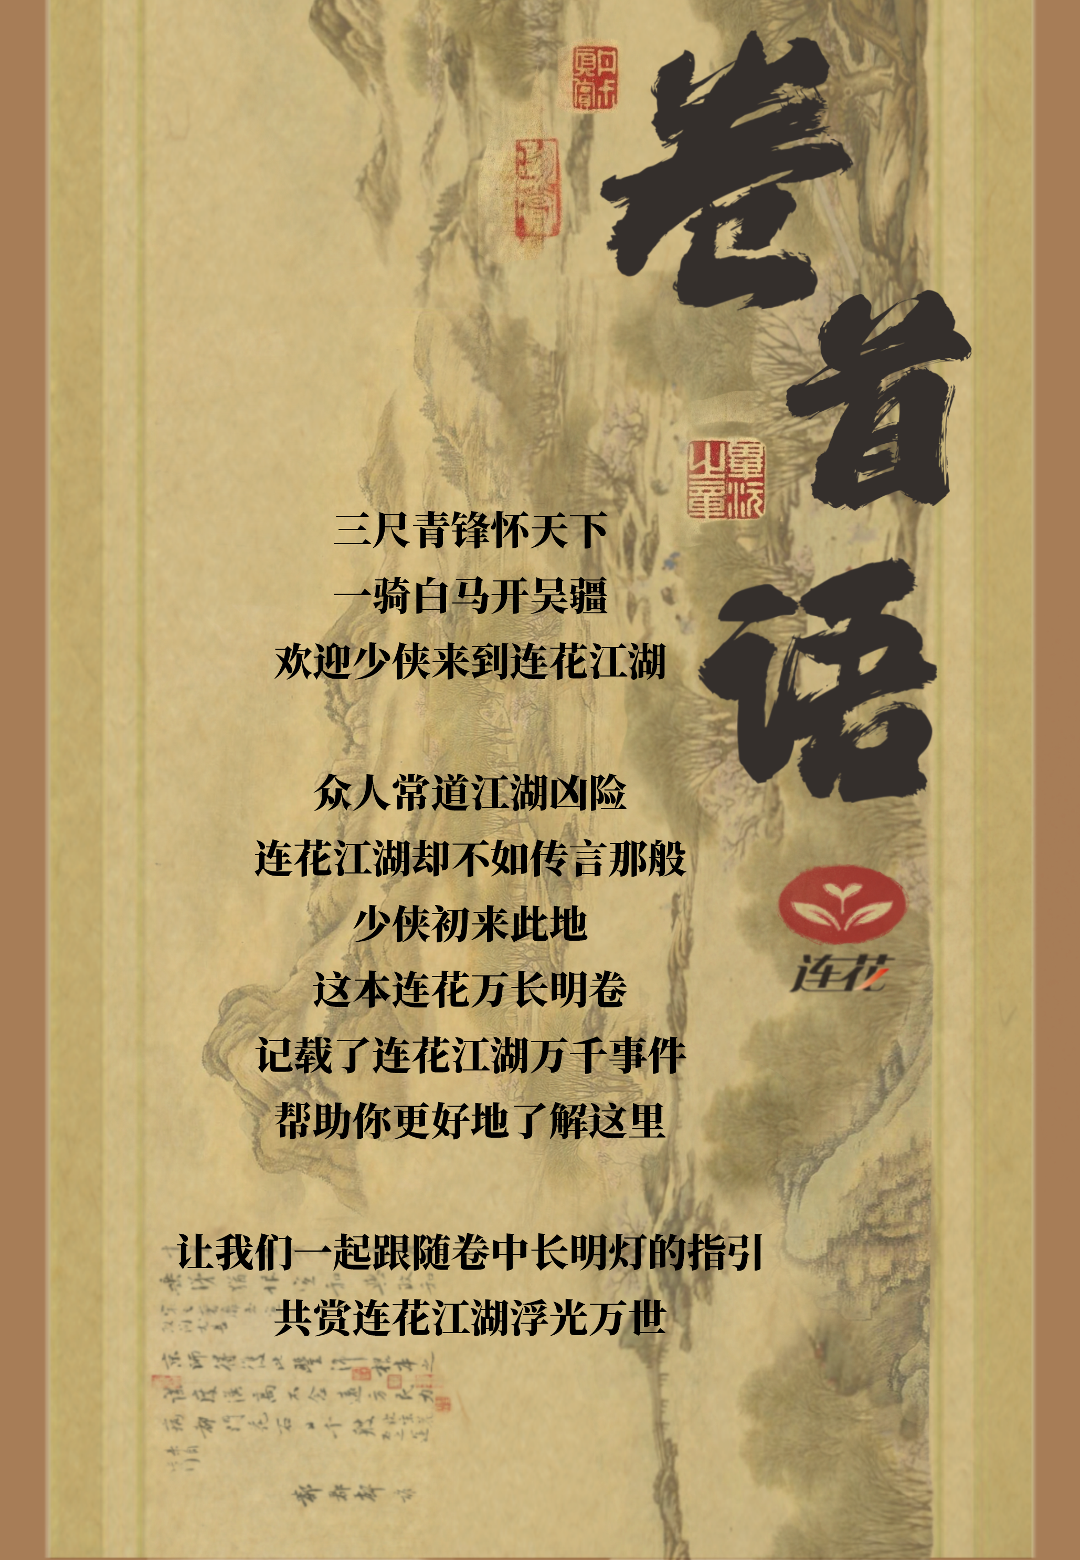 卷首语
三尺青锋怀天下
一骑白马开吴疆
欢迎少侠来到连花江湖
众人常道江湖凶险
连花江湖却不如传言那般
少侠初来此地
这本连花万长明卷
记载了连花江湖万千事件
帮助你更好地了解这里
让我们一起跟随卷中长明灯的指引
共赏连花江湖浮光万世
连花